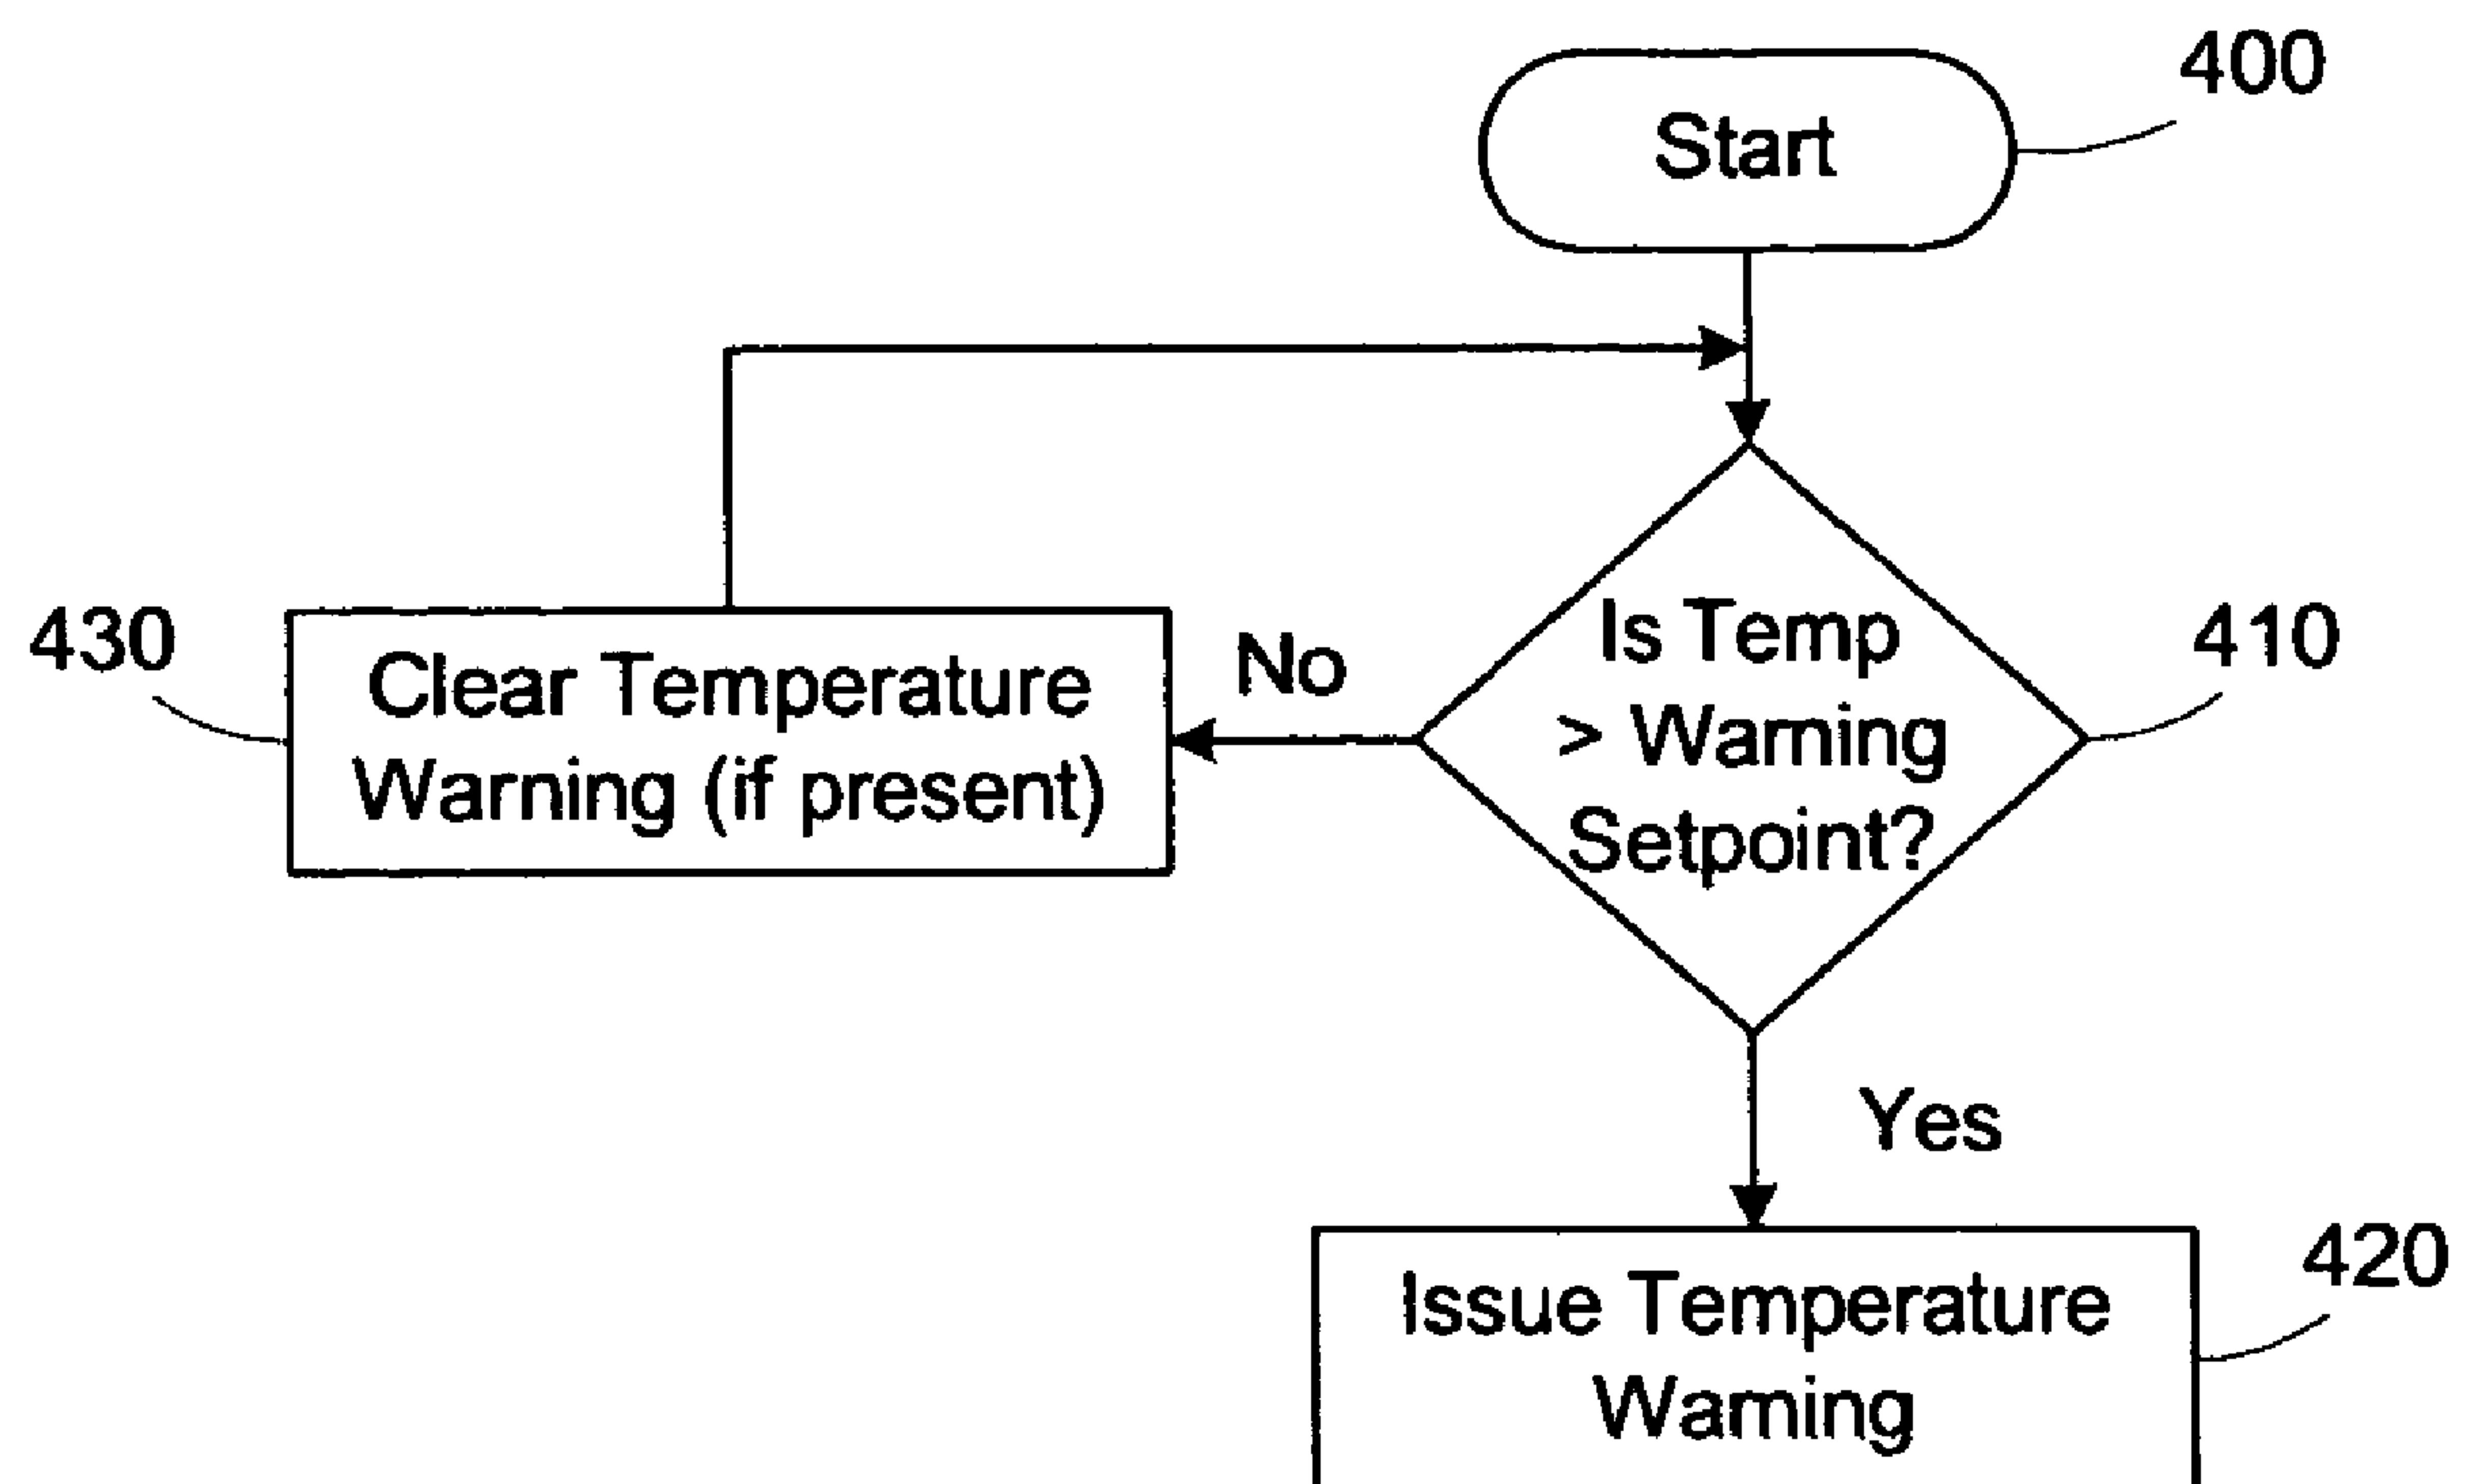 400
Start
430
Clear Temperature
Warning (if present)
No
Is Temp
> Warning
Setpoint?
410
Yes
420
Issue Temperature
Warning